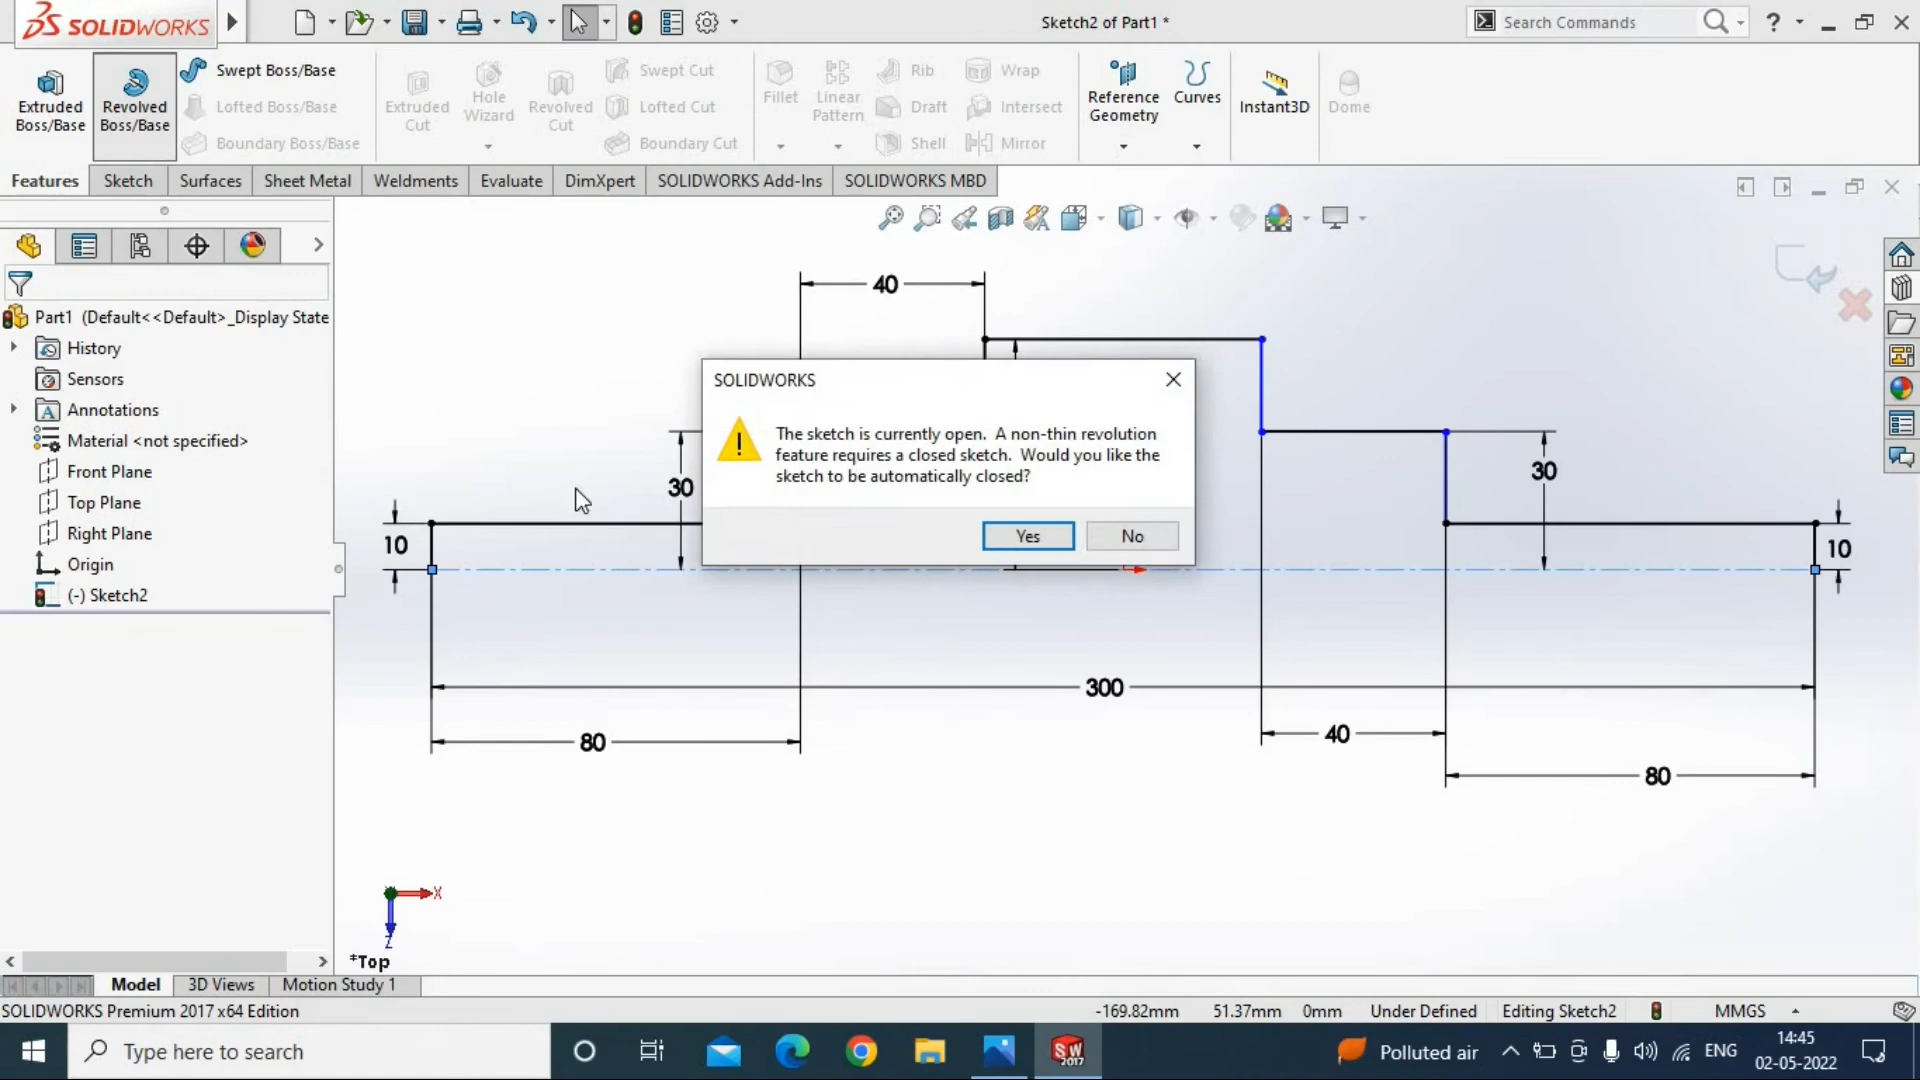 SOLIDWORKS
Sketch2 of Part1 *
Search Commands
?
Extruded Boss/Base
Revolved Boss/Base
Swept Boss/Base
Lofted Boss/Base
Boundary Boss/Base
Extruded Cut
Hole Wizard
Revolved Cut
Swept Cut
Lofted Cut
Boundary Cut
Fillet
Linear Pattern
Rib
Draft
Shell
Wrap
Intersect
Mirror
Reference Geometry
Curves
Instant3D
Dome
Features
Sketch
Surfaces
Sheet Metal
Weldments
Evaluate
DimXpert
SOLIDWORKS Add-Ins
SOLIDWORKS MBD
Part1 (Default<<Default>_Display State
History
Sensors
Annotations
Material <not specified>
Front Plane
Top Plane
Right Plane
Origin
(-) Sketch2
40
SOLIDWORKS
The sketch is currently open. A non-thin revolution
feature requires a closed sketch. Would you like the
sketch to be automatically closed?
Yes
No
30
30
10
10
300
80
40
80
X
Z
*Top
Model
3D Views
Motion Study 1
SOLIDWORKS Premium 2017 x64 Edition
-169.82mm
51.37mm
0mm
Under Defined
Editing Sketch2
MMGS
Type here to search
SW
2017
Polluted air
ENG
14:45
02-05-2022